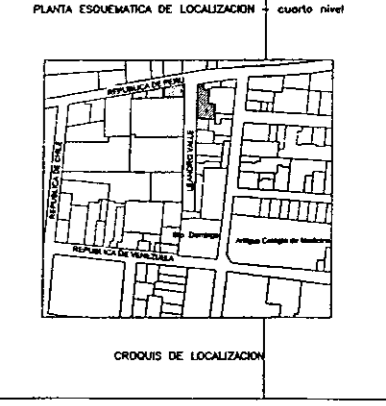 PLANTA ESQUEMATICA DE LOCALIZACION - cuarto nivel
REPUBLICA DE PERU
REPUBLICA DE CHILE
LEANDRO VALLE
Sto. Domingo
Antiguo Colegio de Medicina
REPUBLICA DE VENEZUELA
CROQUIS DE LOCALIZACION